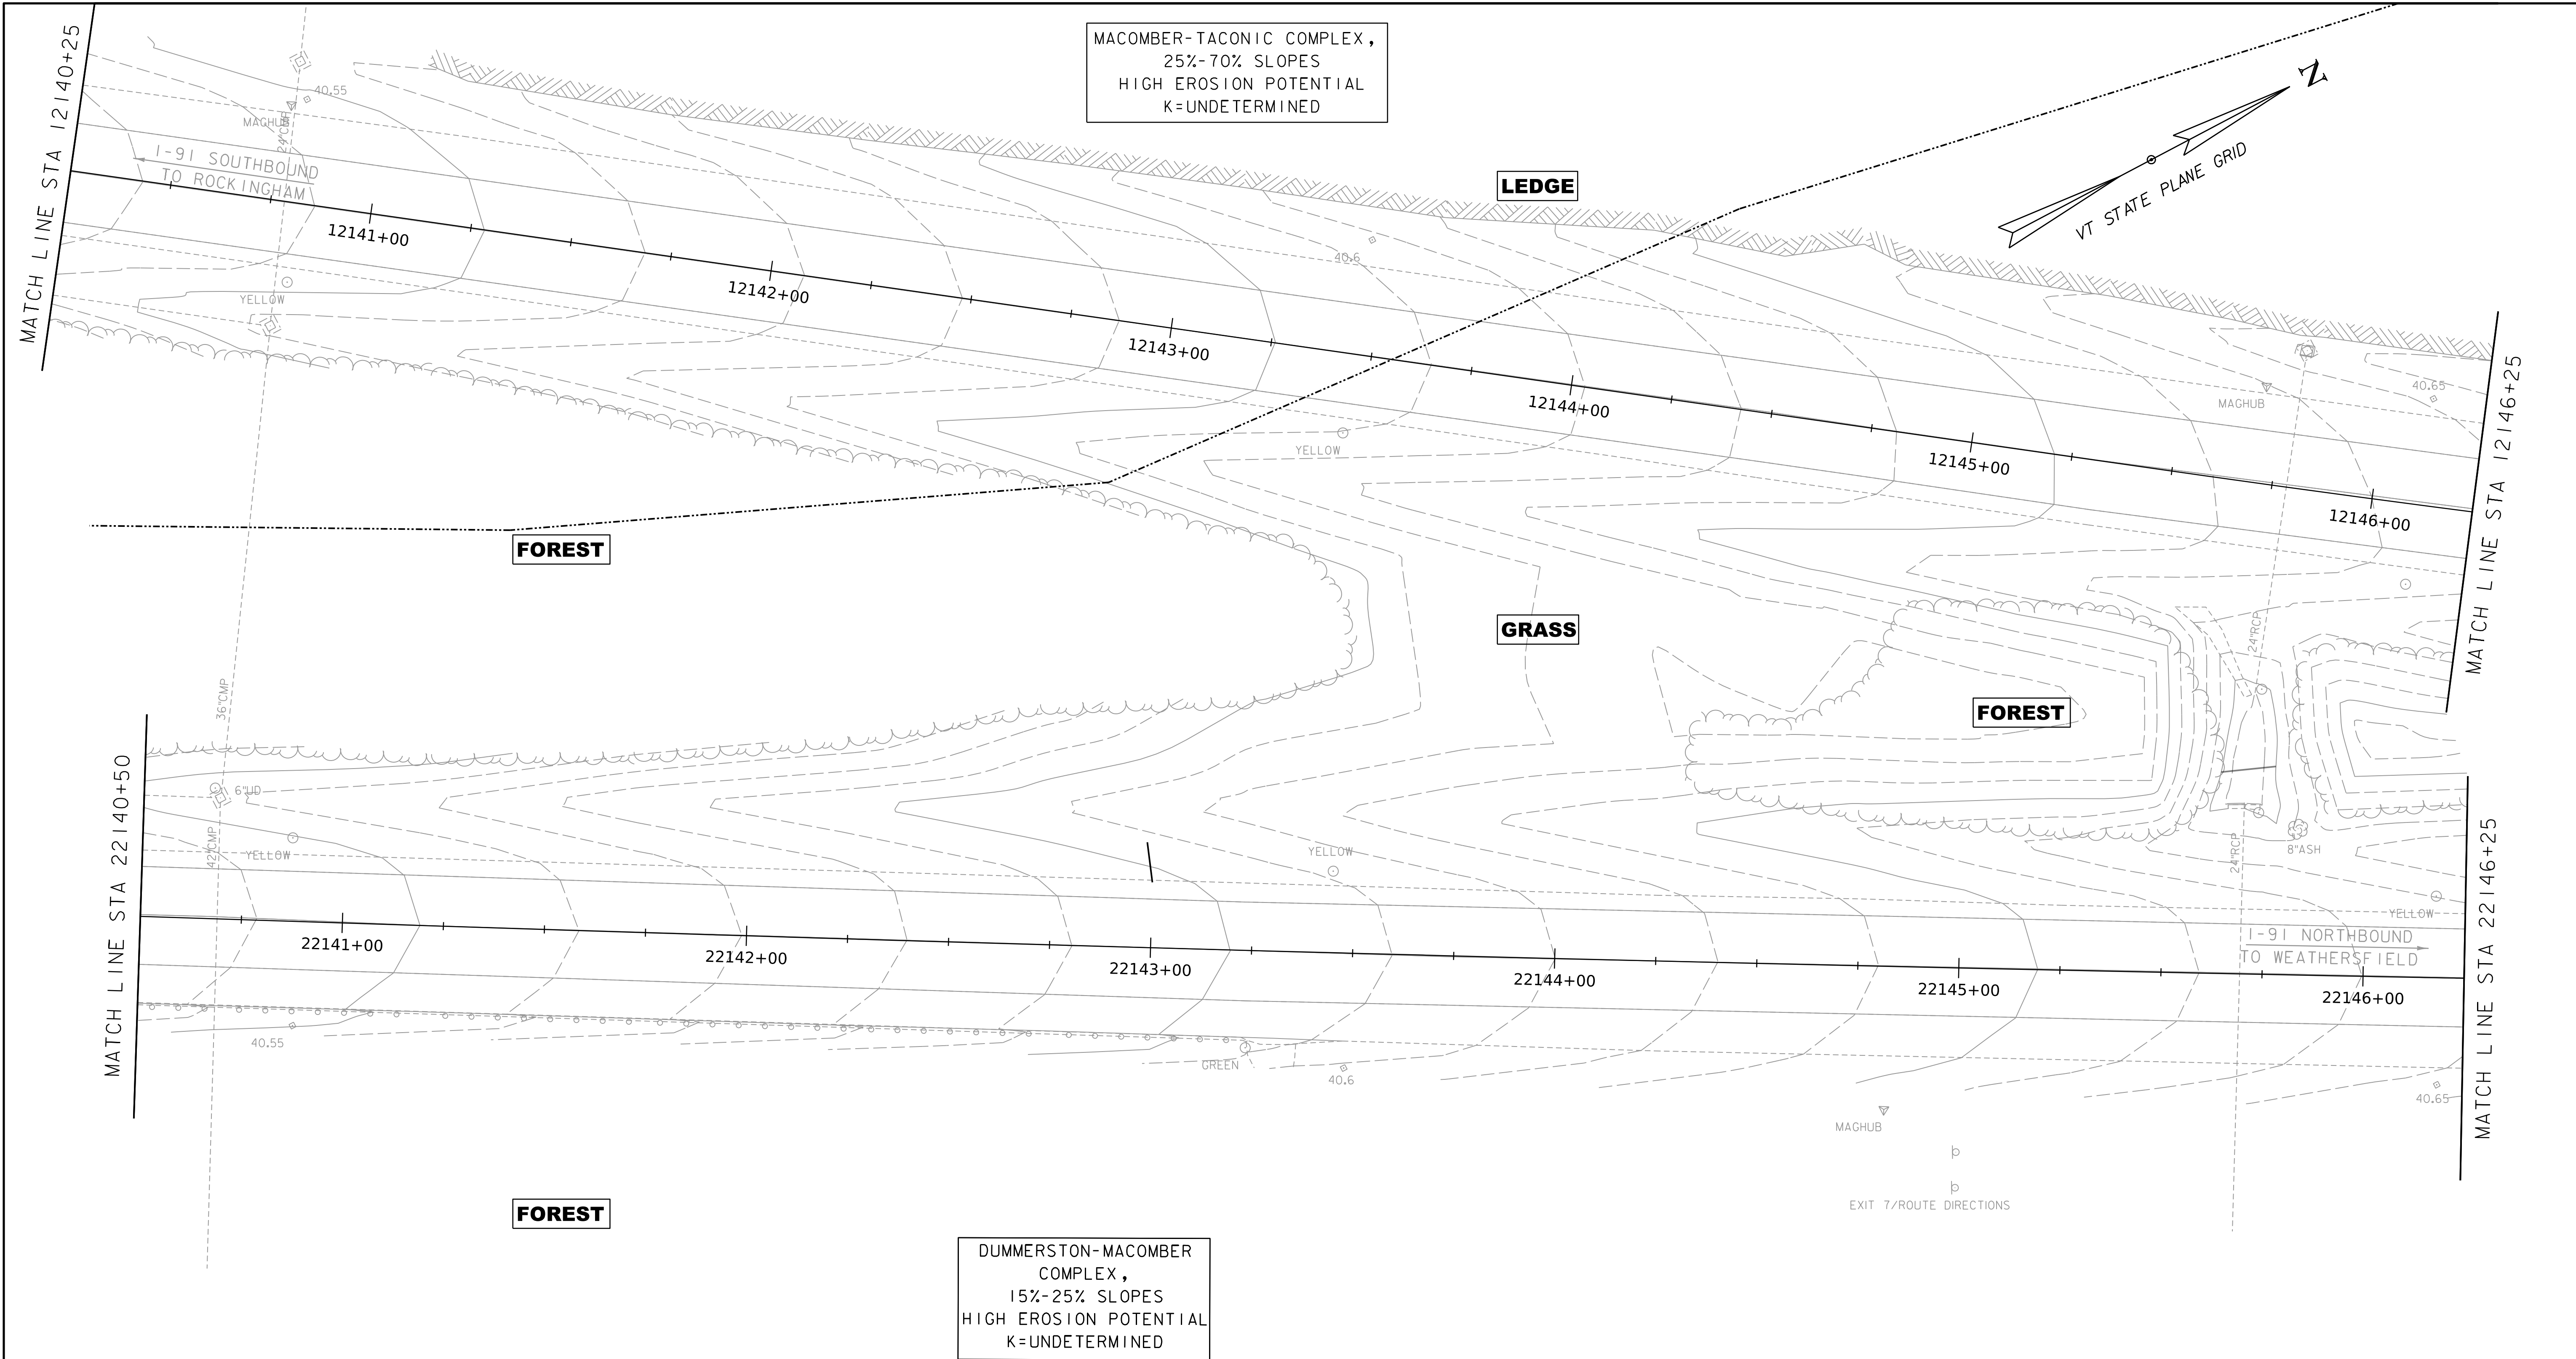 MACOMBER-TACONIC COMPLEX,
25%-70% SLOPES
HIGH EROSION POTENTIAL
K=UNDETERMINED
MATCH LINE STA 12140+25
40.55
MAGHUB
24"CMP
I-91 SOUTHBOUND
TO ROCKINGHAM
N
VT STATE PLANE GRID
LEDGE
12141+00
12142+00
12143+00
12144+00
12145+00
12146+00
40.6
YELLOW
YELLOW
MAGHUB
40.65
MATCH LINE STA 12146+25
FOREST
GRASS
FOREST
24"RCP
36"CMP
6"UD
42"CMP
YELLOW
YELLOW
8"ASH
24"RCP
YELLOW
MATCH LINE STA 22140+50
22141+00
22142+00
22143+00
22144+00
22145+00
22146+00
I-91 NORTHBOUND
TO WEATHERSFIELD
MATCH LINE STA 22146+25
40.55
GREEN
40.6
40.65
MAGHUB
EXIT 7/ROUTE DIRECTIONS
FOREST
DUMMERSTON-MACOMBER
COMPLEX,
15%-25% SLOPES
HIGH EROSION POTENTIAL
K=UNDETERMINED